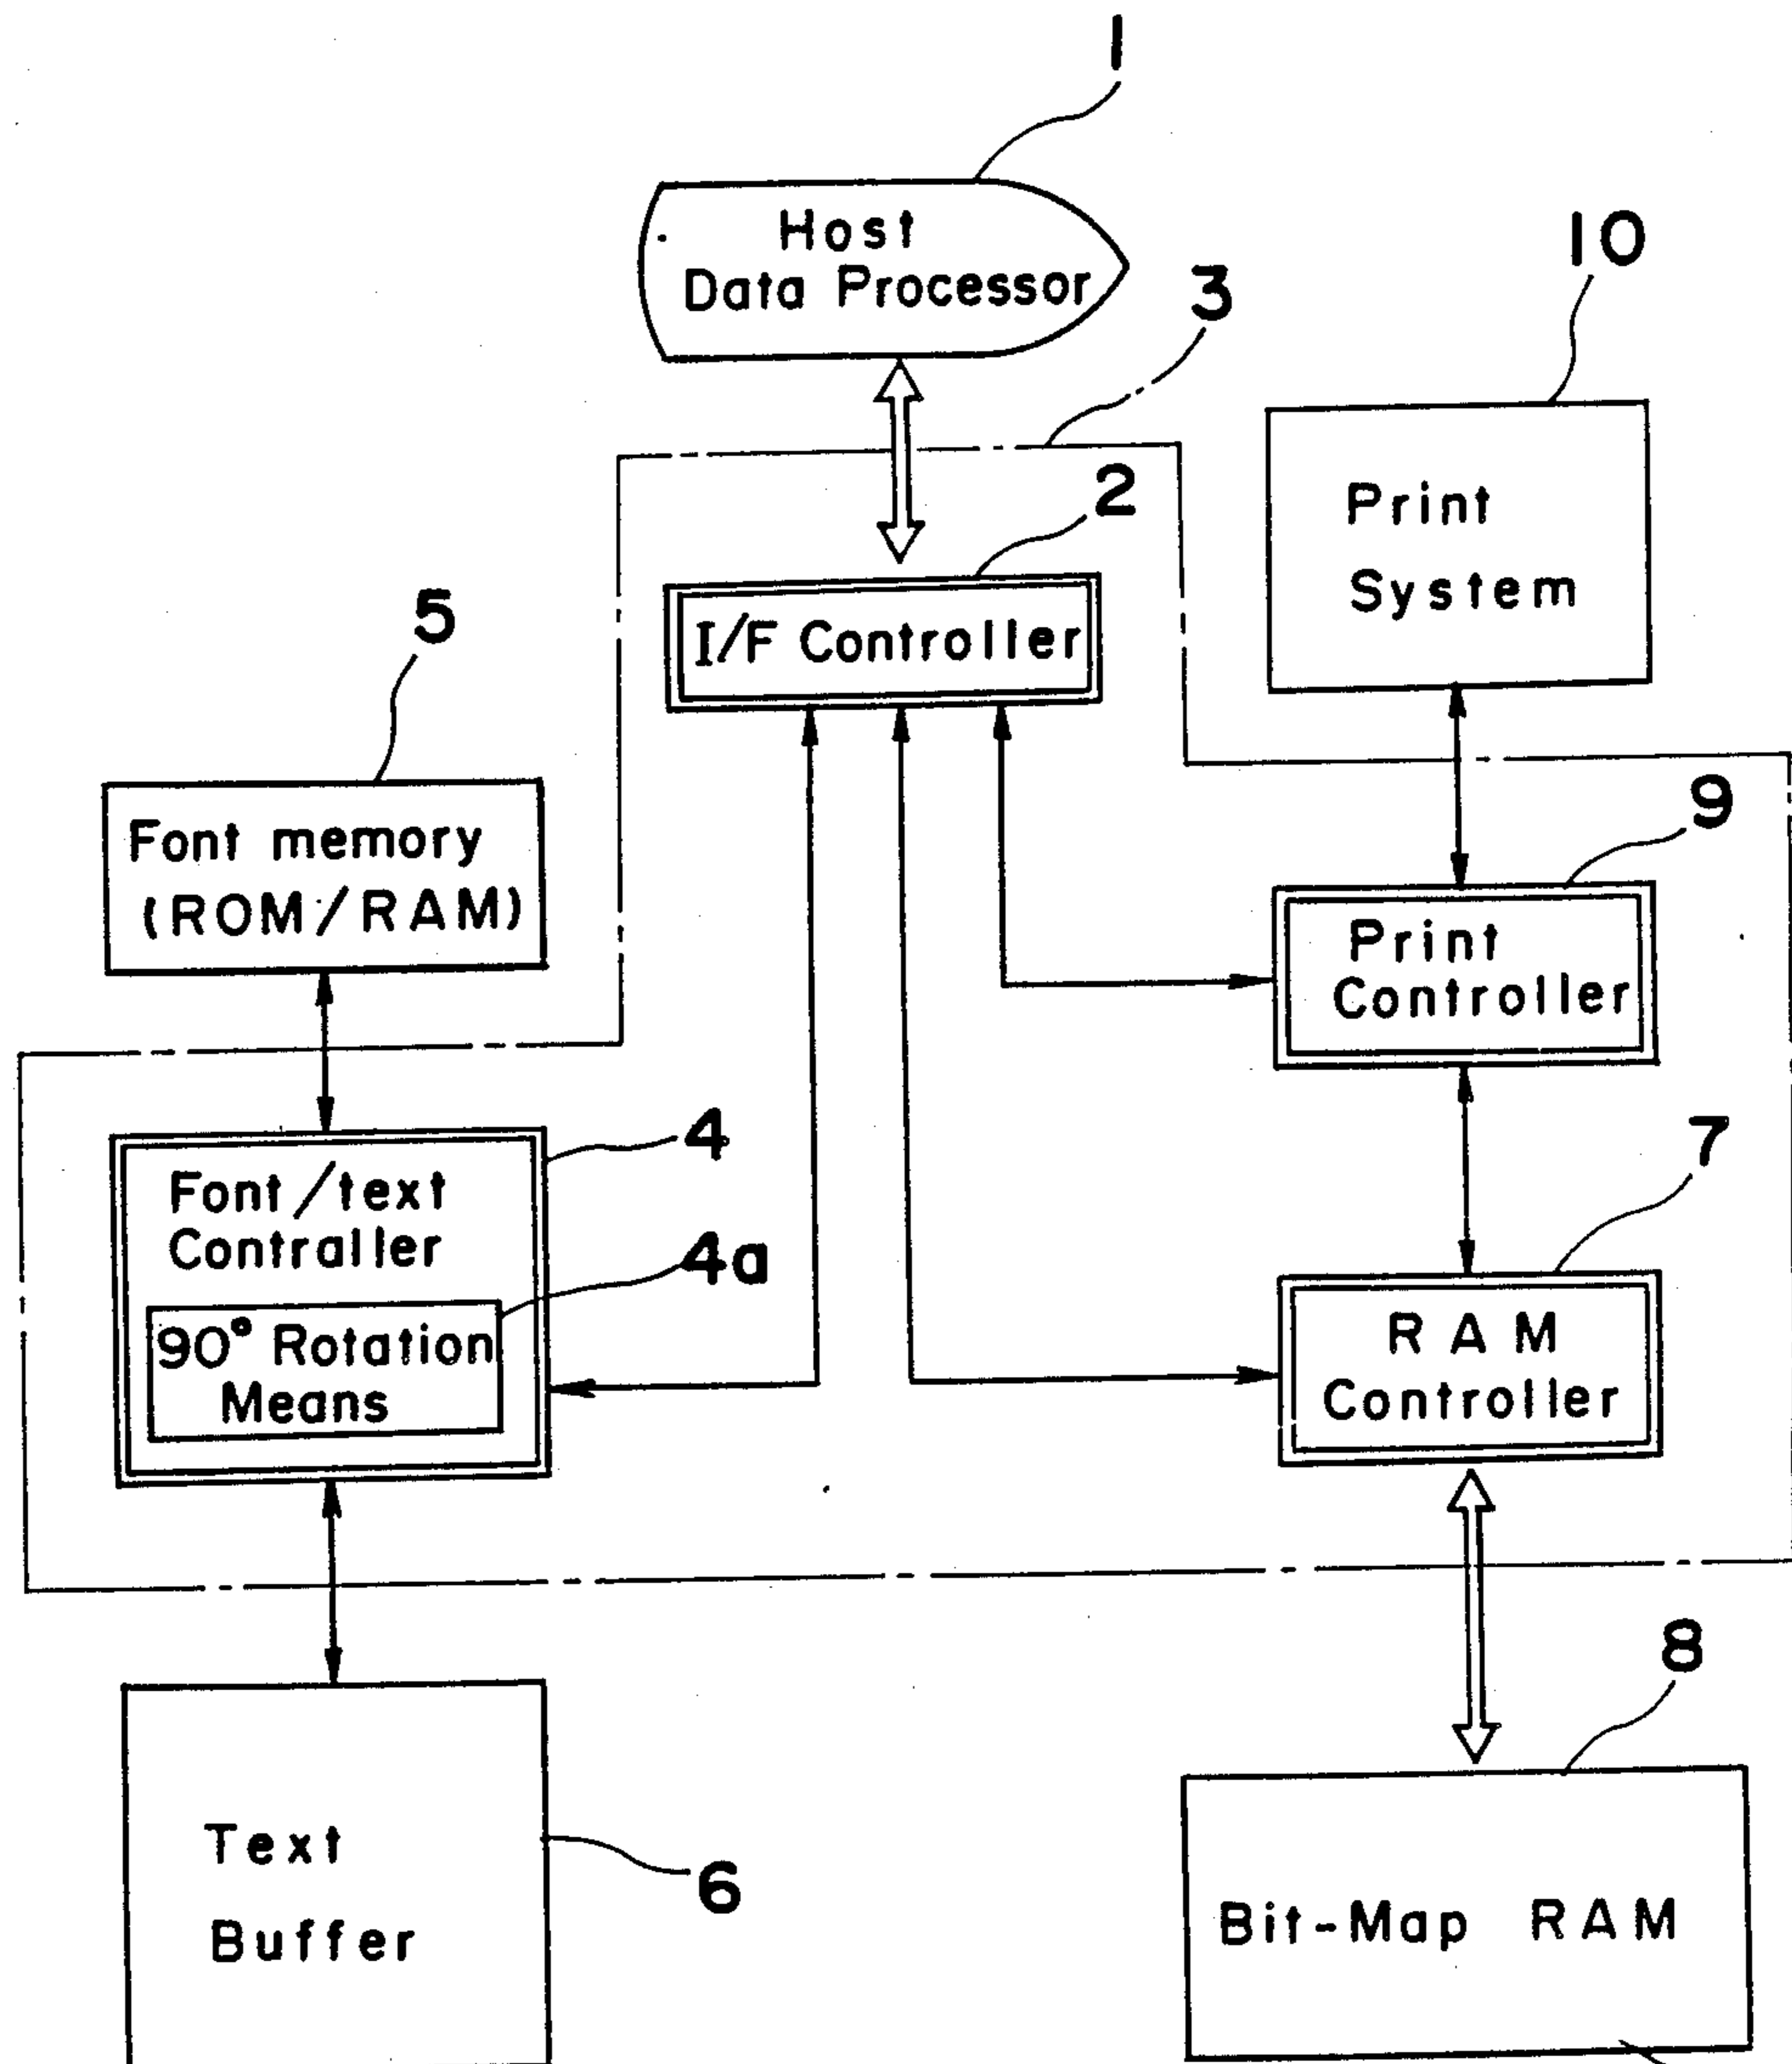 1
Host
Data Processor
3
10
2
Print
System
I/F Controller
5
Font memory
(ROM/RAM)
9
Print
Controller
4
Font/text
Contraller
4a
90° Rotation
Means
7
RAM
Controller
8
Text
Buffer
6
Bit-Map RAM